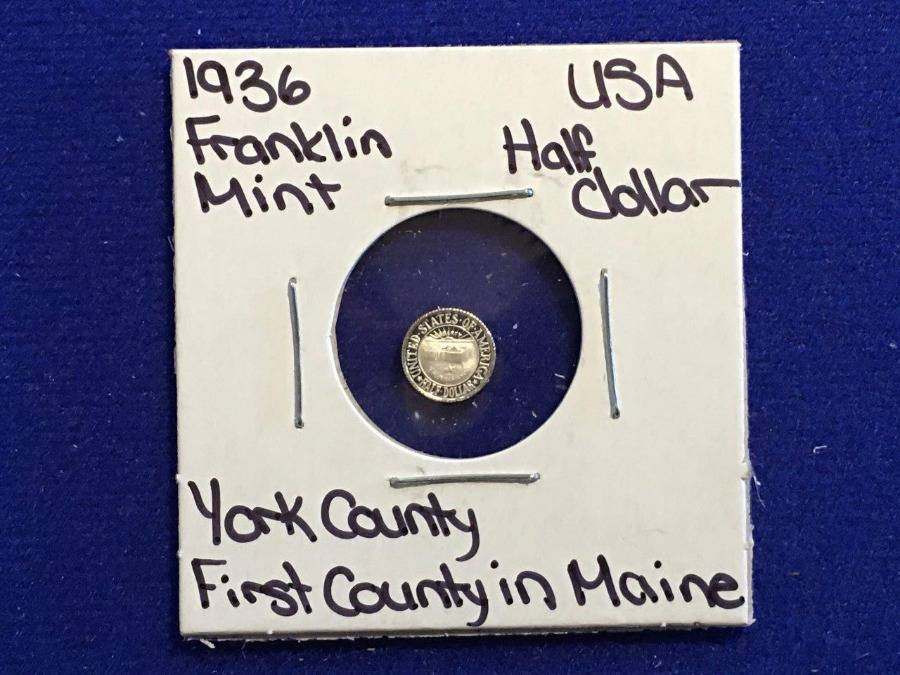 1936 USA
Franklin Half
Mint dollar
UNITED·STATES·OF·AMERICA
HALF DOLLAR
York County
First County in Maine